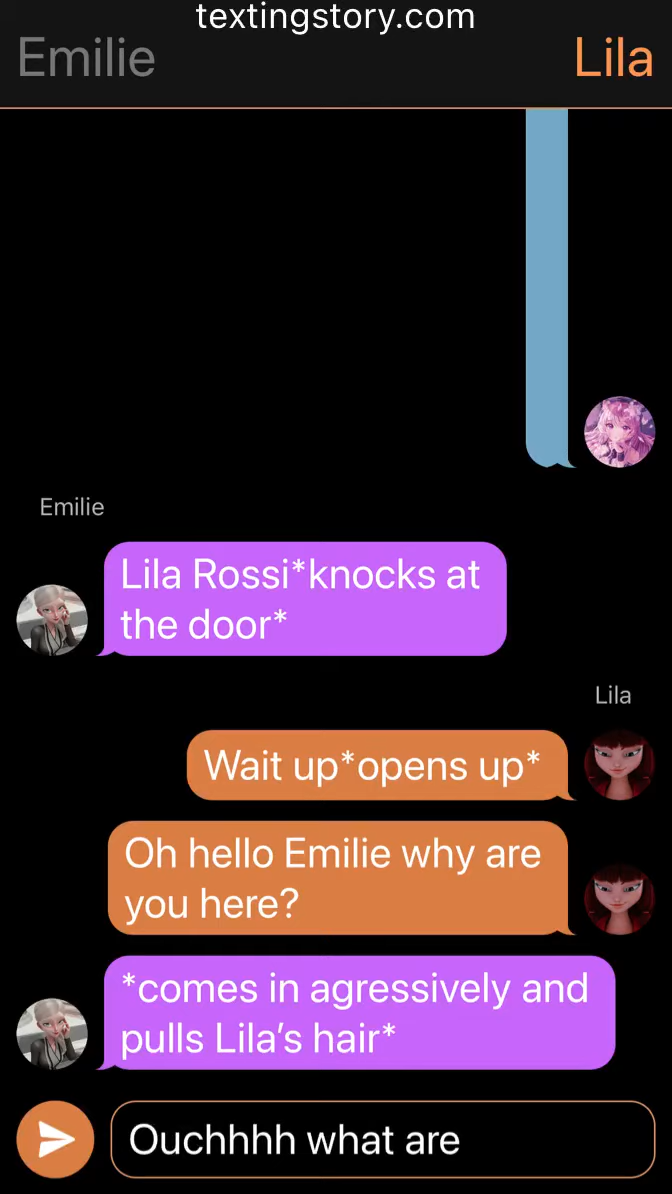 textingstory.com
Emilie
Lila
Emilie
Lila Rossi*knocks at
the door*
Lila
Wait up*opens up*
Oh hello Emilie why are
you here?
*comes in agressively and
pulls Lila’s hair*
Ouchhhh what are